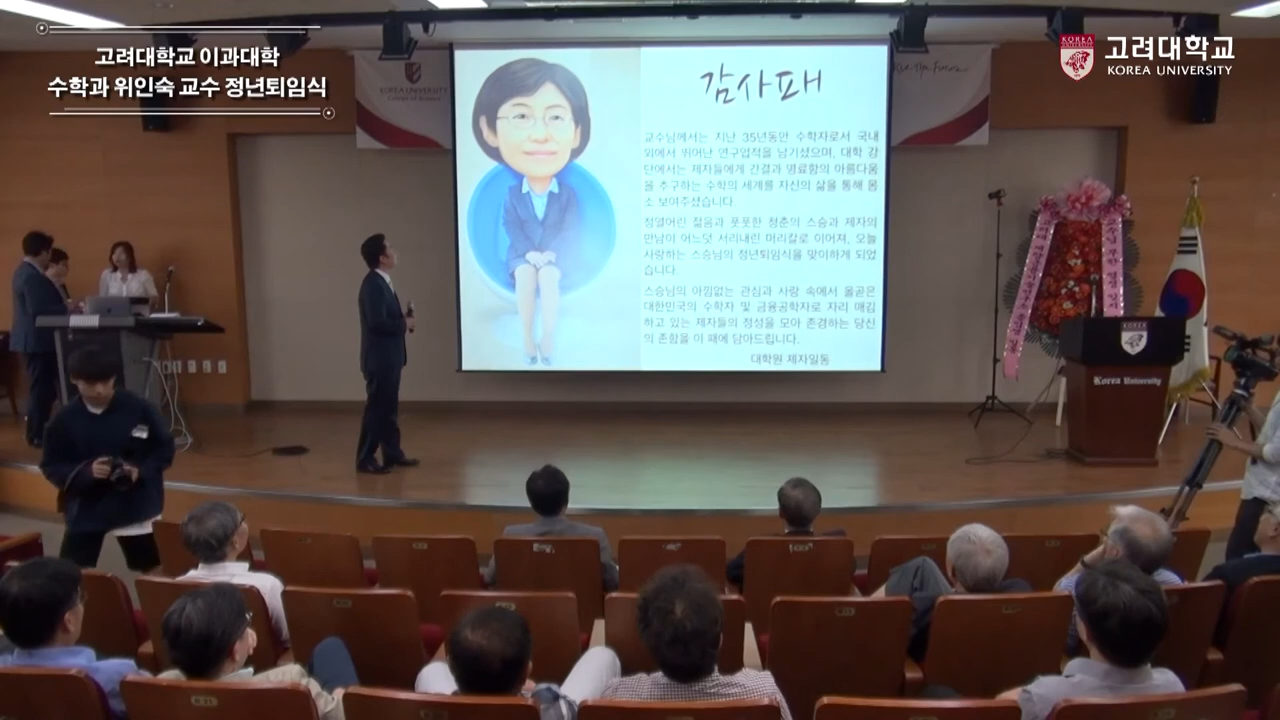 고려대학교 이과대학
수학과 위인숙 교수 정년퇴임식
KOREA
고려대학교
KOREA UNIVERSITY
KOREA UNIVERSITY
College of Science
감사패
교수님께서는 지난 35년동안 수학자로서 국내
외에서 뛰어난 연구업적을 남기셨으며, 대학 강
단에서는 제자들에게 간결과 명료함의 아름다움
을 추구하는 수학의 세계를 자신의 삶을 통해 몸
소 보여주셨습니다.
정열어린 젊음과 풋풋한 청춘의 스승과 제자의
만남이 어느덧 서리내린 머리칼로 이어져, 오늘
사랑하는 스승님의 정년퇴임식을 맞이하게 되었
습니다.
스승님의 아낌없는 관심과 사랑 속에서 올곧은
대한민국의 수학자 및 금융공학자로 자리 매김
하고 있는 제자들의 정성을 모아 존경하는 당신
의 존함을 이 패에 담아드립니다.
대학원 제자일동
KOREA
Korea University